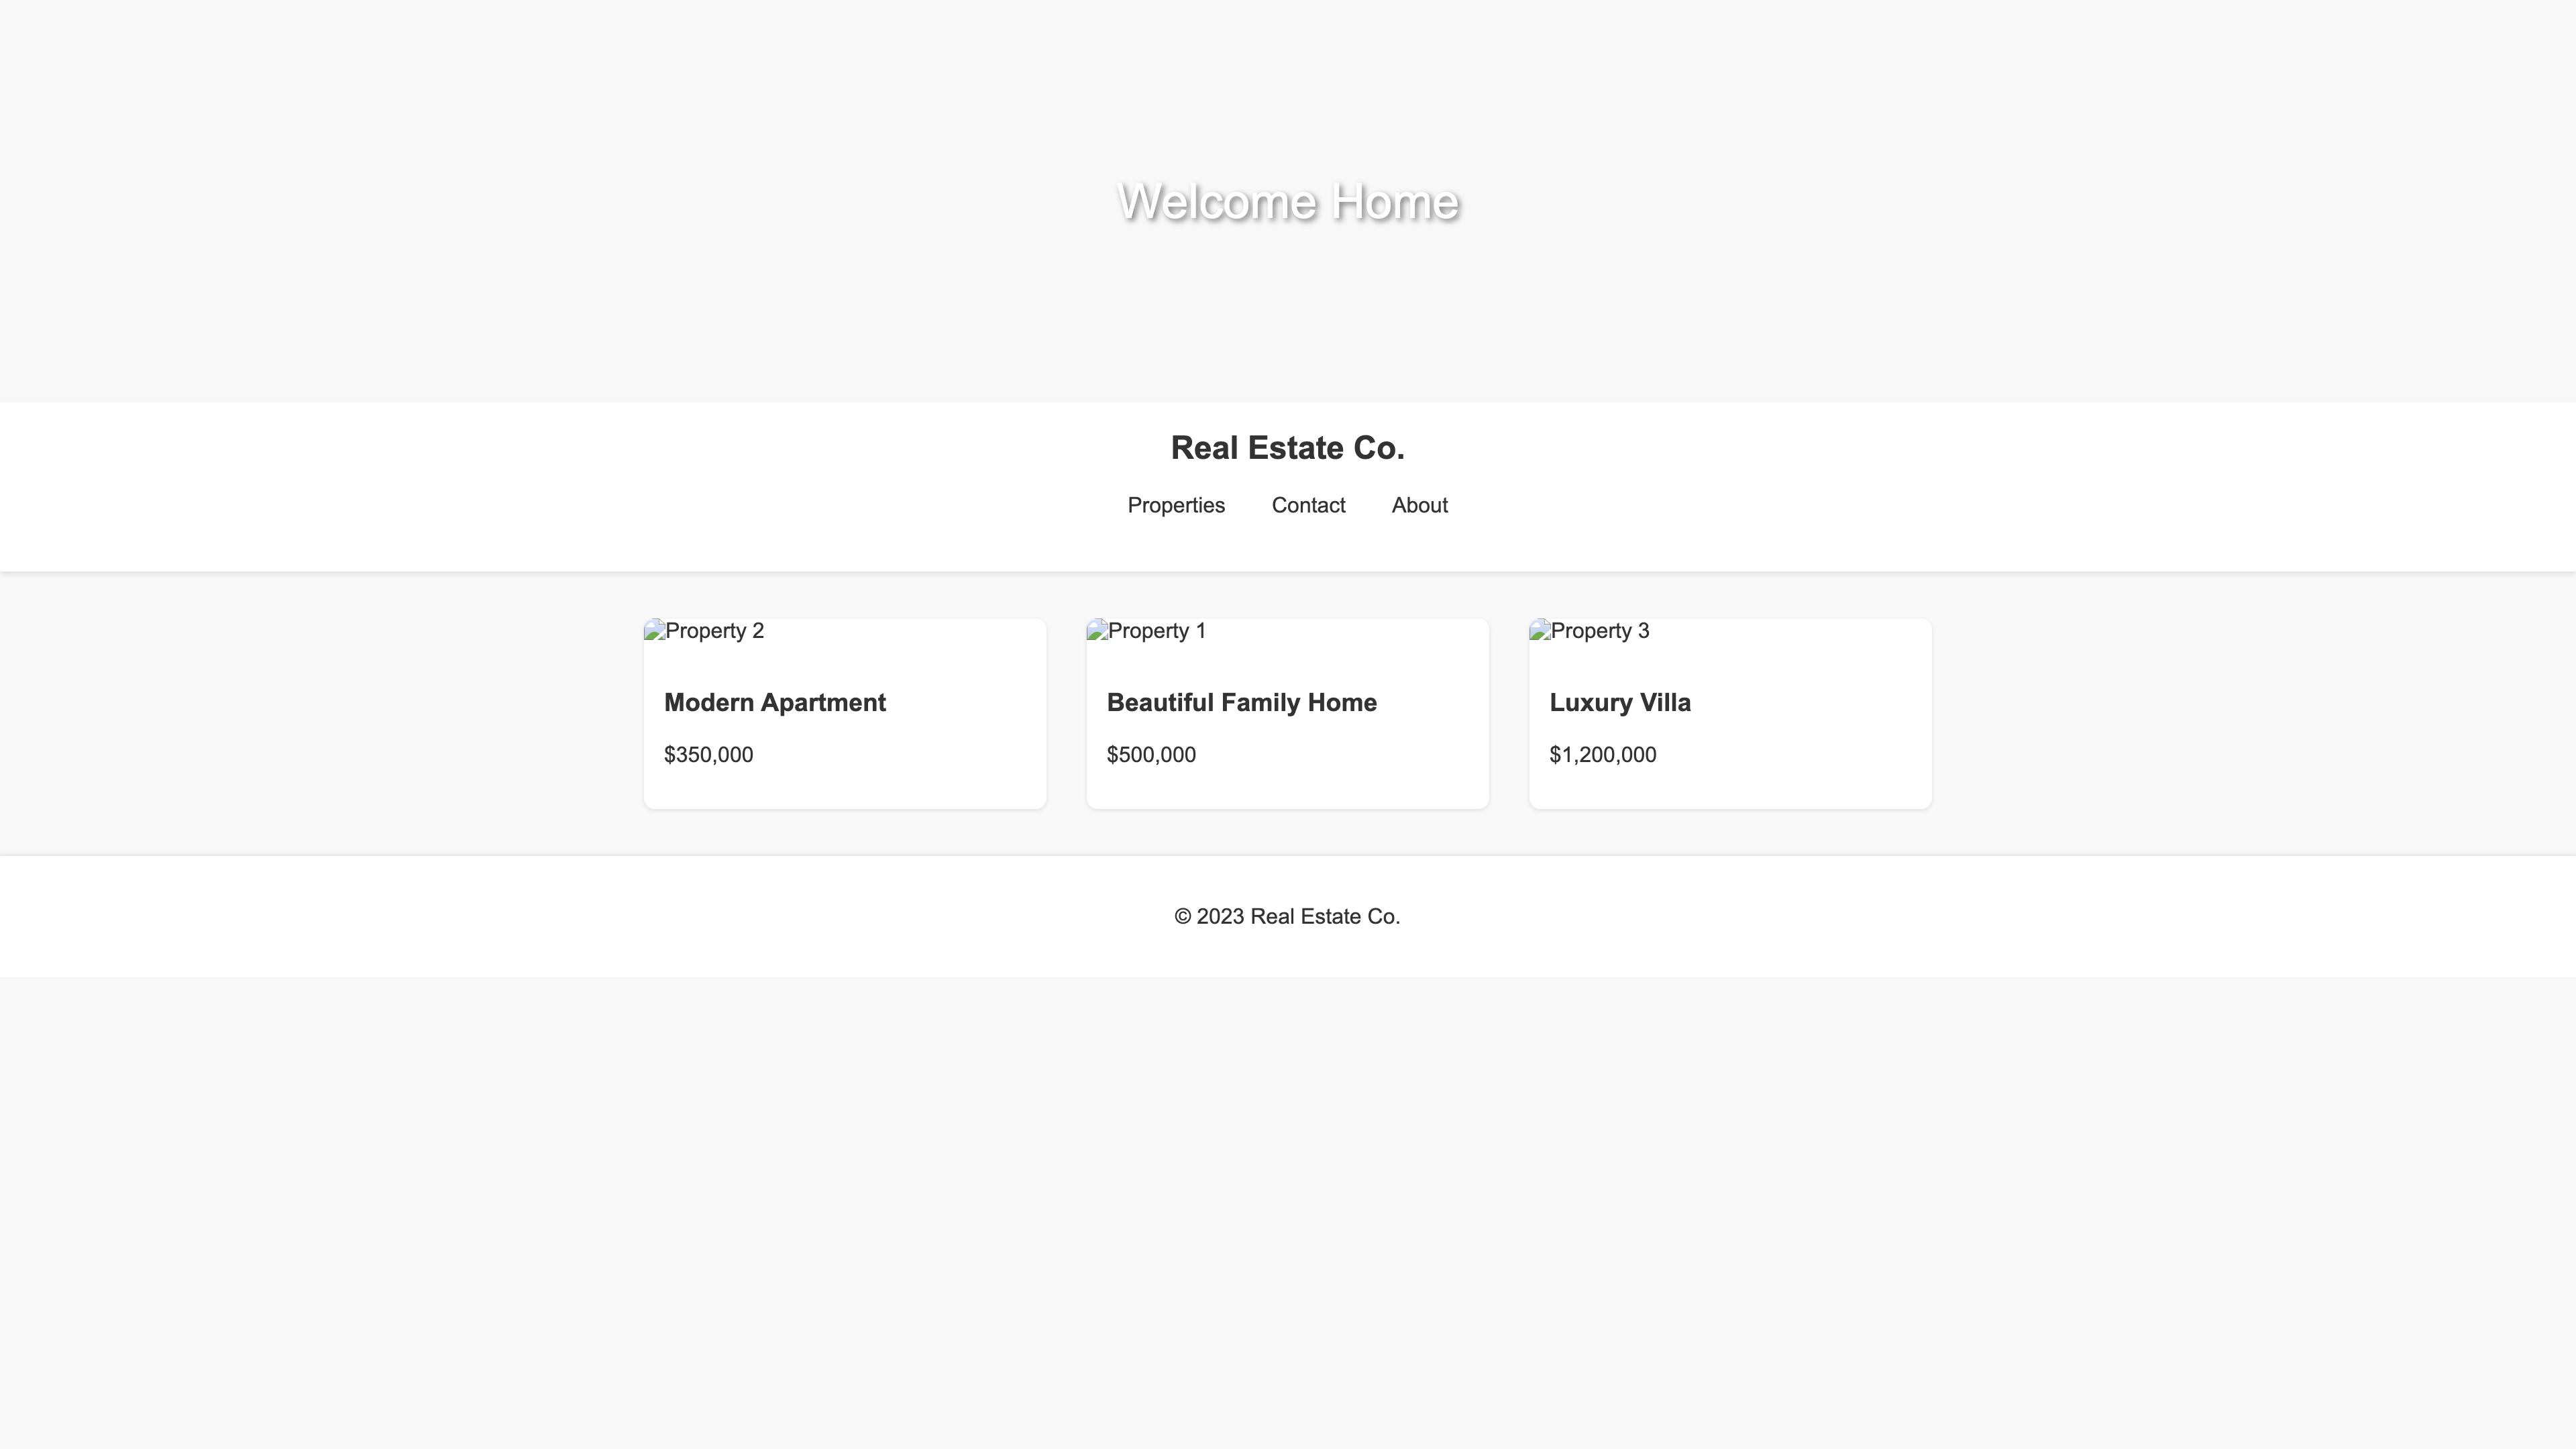 Welcome Home
Real Estate Co.
Properties Contact About
Property 2
Modern Apartment
$350,000
Property 1
Beautiful Family Home
$500,000
Property 3
Luxury Villa
$1,200,000
© 2023 Real Estate Co.